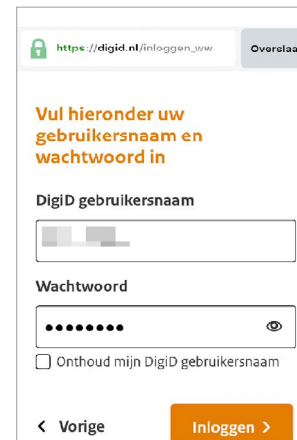 https://digid.nl/inloggen_ww
Overslaa
Vul hieronder uw
gebruikersnaam en
wachtwoord in
DigiD gebruikersnaam
Wachtwoord
••••••••
Onthoud mijn DigiD gebruikersnaam
< Vorige
Inloggen >